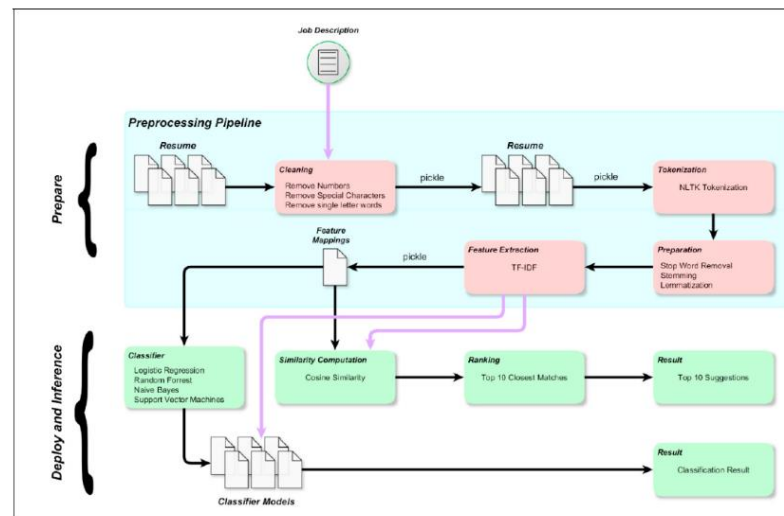 Job Description
Preprocessing Pipeline
Resume
Resume
Cleaning
Remove Numbers
Remove Special Characters
Remove single letter words
pickle
pickle
Tokenization
NLTK Tokenization
Prepare
Feature
Mappings
pickle
Feature Extraction
TF-IDF
Preparation
Stop Word Removal
Stemming
Lemmatization
Deploy and Inference
Classifier
Logistic Regression
Random Forrest
Naive Bayes
Support Vector Machines
Similarity Computation
Cosine Similarity
Ranking
Top 10 Closest Matches
Result
Top 10 Suggestions
Classifier Models
Result
Classification Result